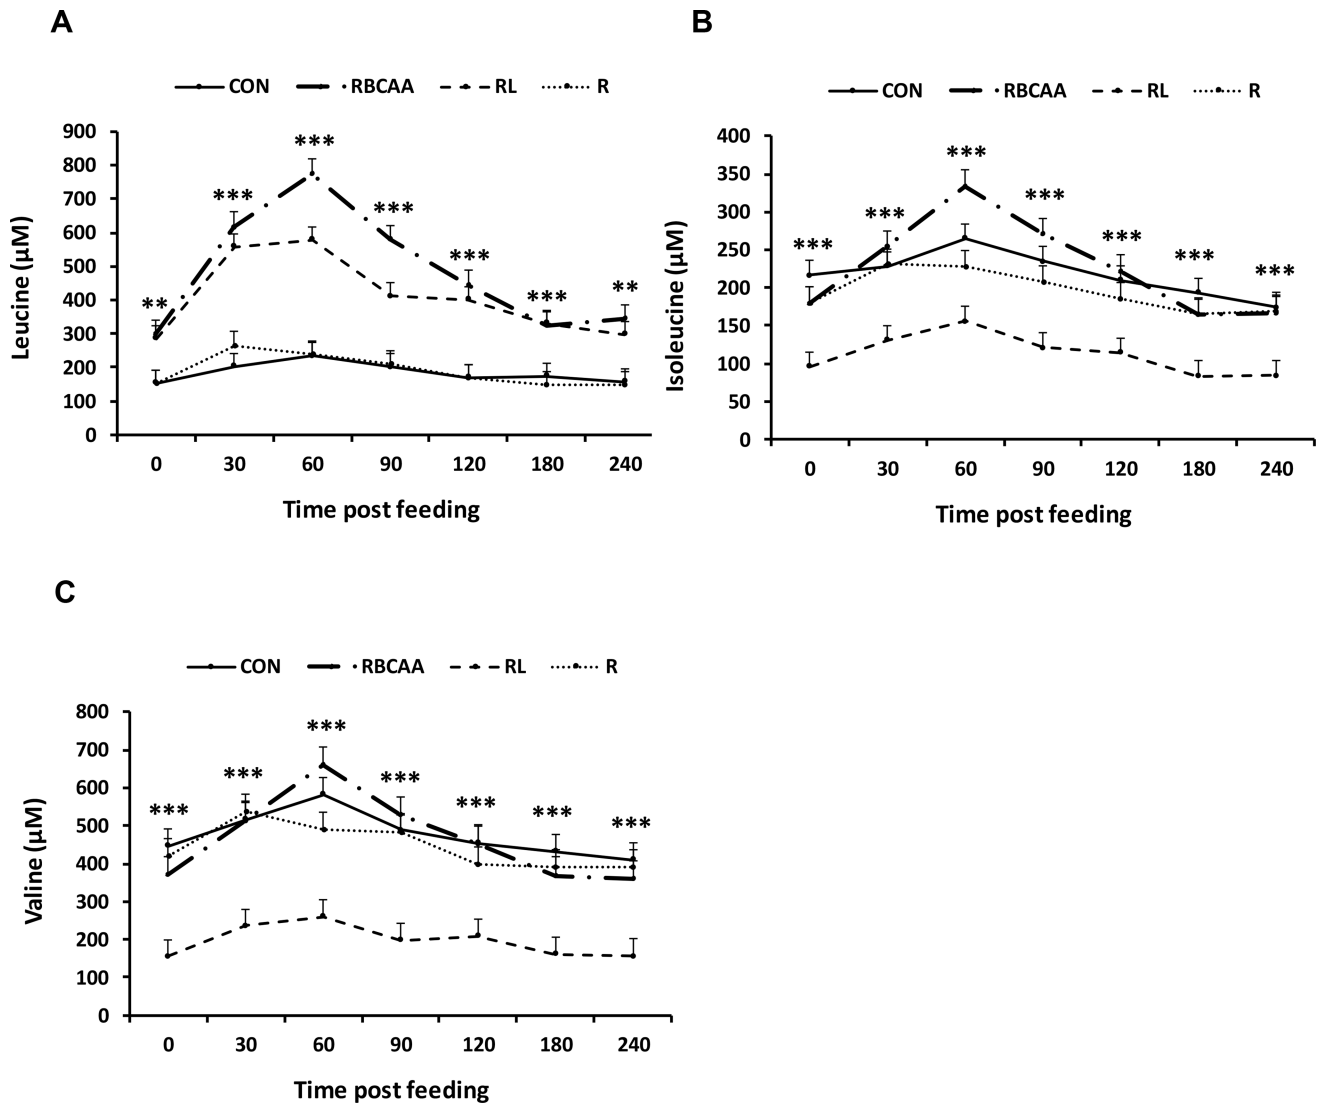 A
CON RBCAA RL R
900
800
700
600
500
400
300
200
100
0
Leucine (µM)
** *** *** *** *** *** **
0 30 60 90 120 180 240
Time post feeding
B
CON RBCAA RL R
400
350
300
250
200
150
100
50
0
Isoleucine (µM)
*** *** *** *** *** *** ***
0 30 60 90 120 180 240
Time post feeding
C
CON RBCAA RL R
800
700
600
500
400
300
200
100
0
Valine (µM)
*** *** *** *** *** *** ***
0 30 60 90 120 180 240
Time post feeding